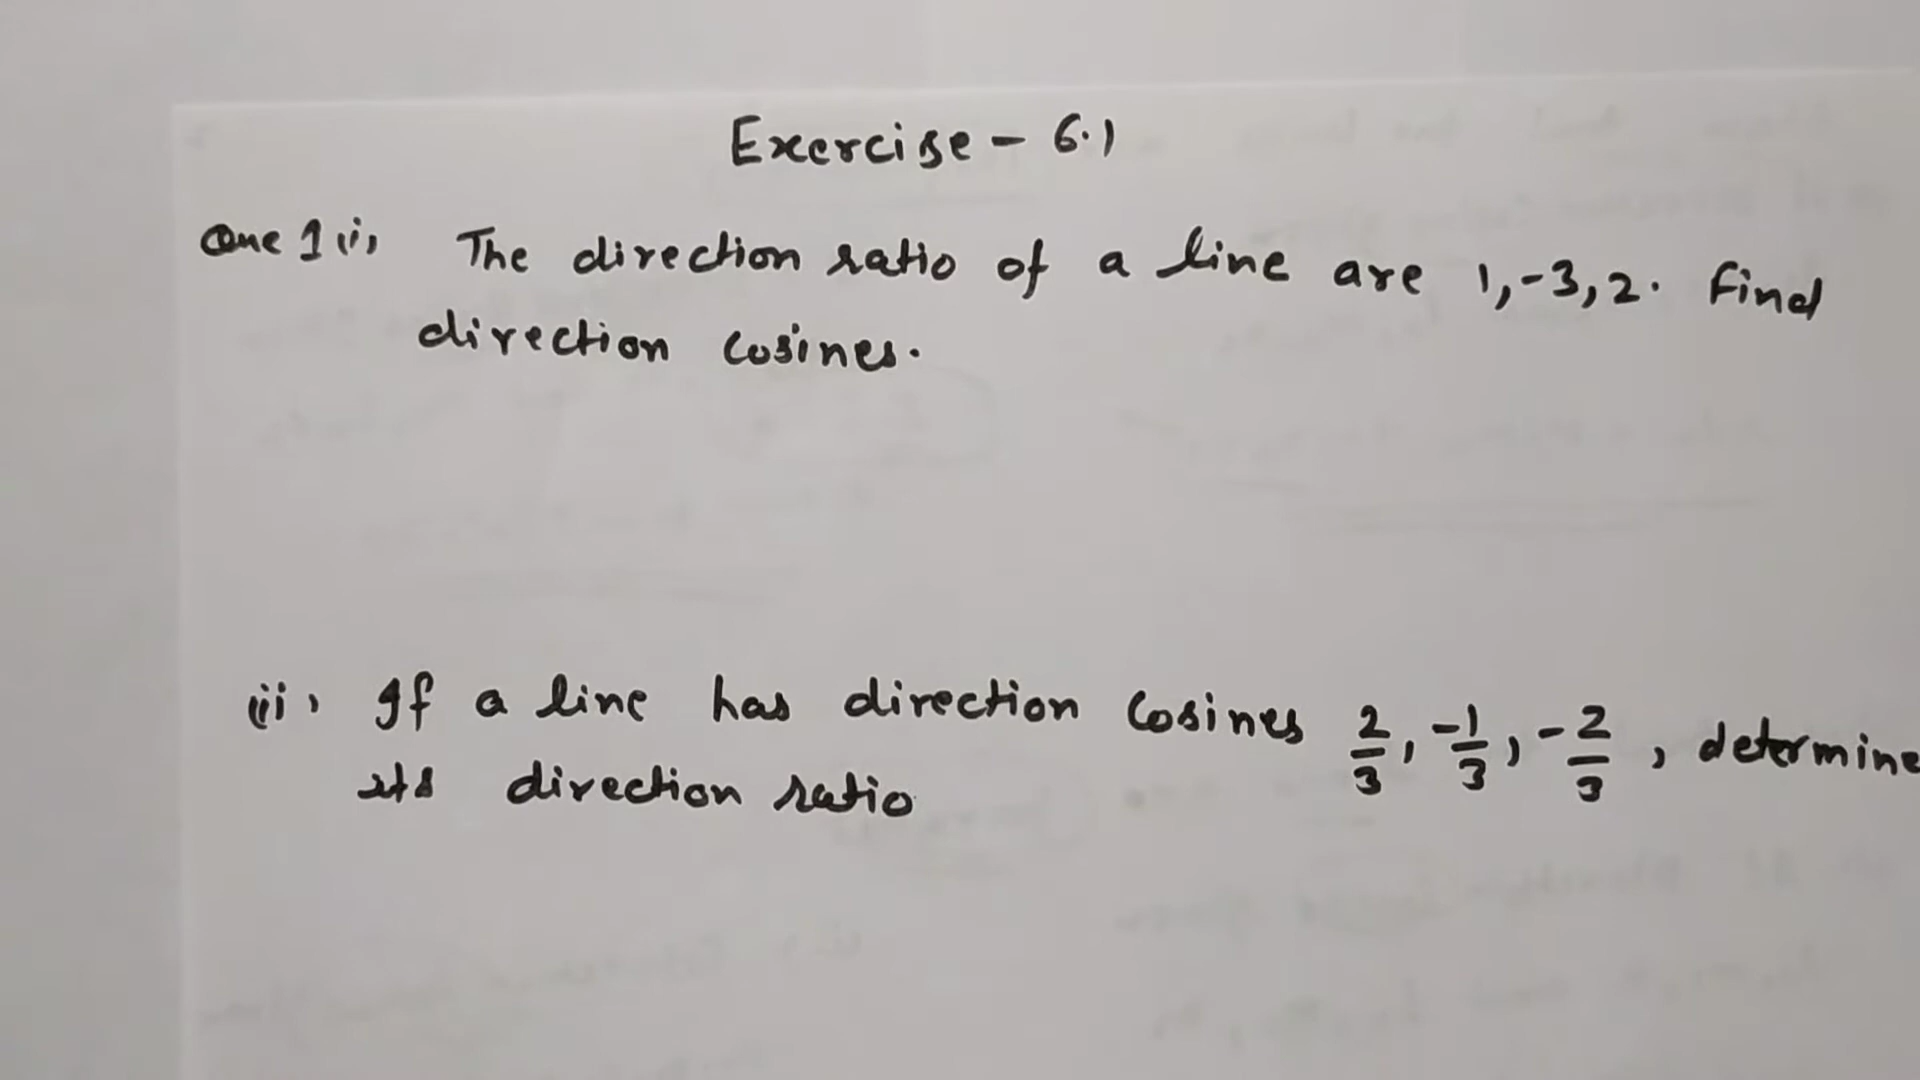 Exercise - 6.1
Que 1 (i) The direction ratio of a line are 1, -3, 2. Find
direction cosines.
(ii) If a line has direction cosines 2/3, -1/3, -2/3, determine
its direction ratio